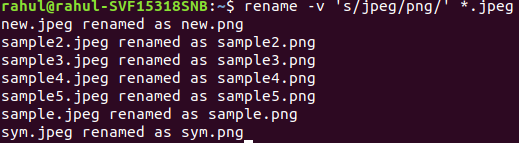 rahul@rahul-SVF15318SNB:~$ rename -v 's/jpeg/png/' *.jpeg
new.jpeg renamed as new.png
sample2.jpeg renamed as sample2.png
sample3.jpeg renamed as sample3.png
sample4.jpeg renamed as sample4.png
sample5.jpeg renamed as sample5.png
sample.jpeg renamed as sample.png
sym.jpeg renamed as sym.png